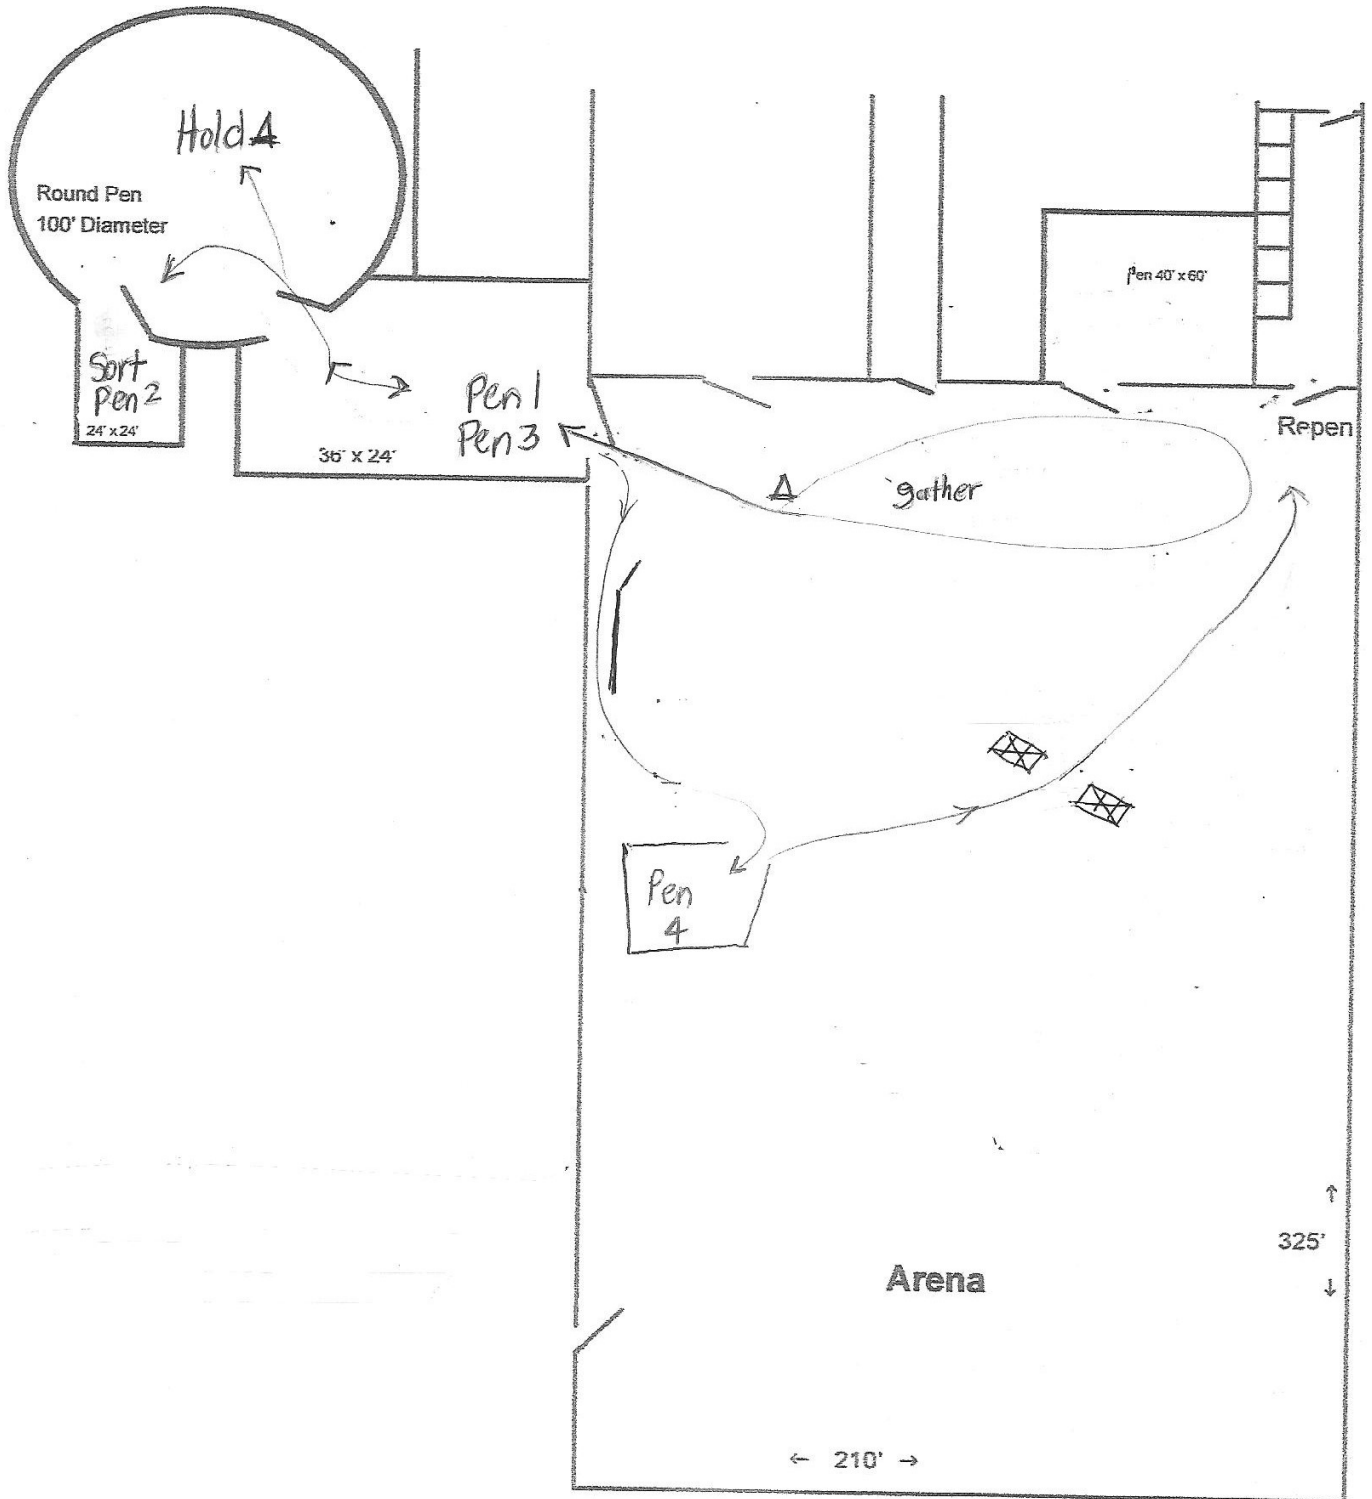 Hold 4
Round Pen
100' Diameter
Pen 40' x 60'
Sort
Pen 2
24' x 24'
Pen 1
Pen 3
36' x 24'
Repen
gather
Pen
4
325'
Arena
← 210' →